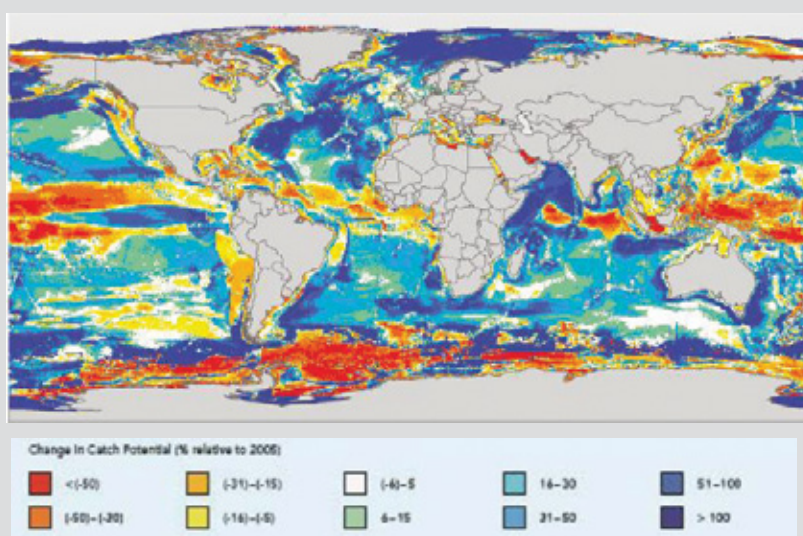 Change in Catch Potential (% relative to 2005)
<(-50) (-31)–(-15) (-6)–5 16–30 51–100
(-50)–(-30) (-16)–(-5) 6–15 31–50 > 100